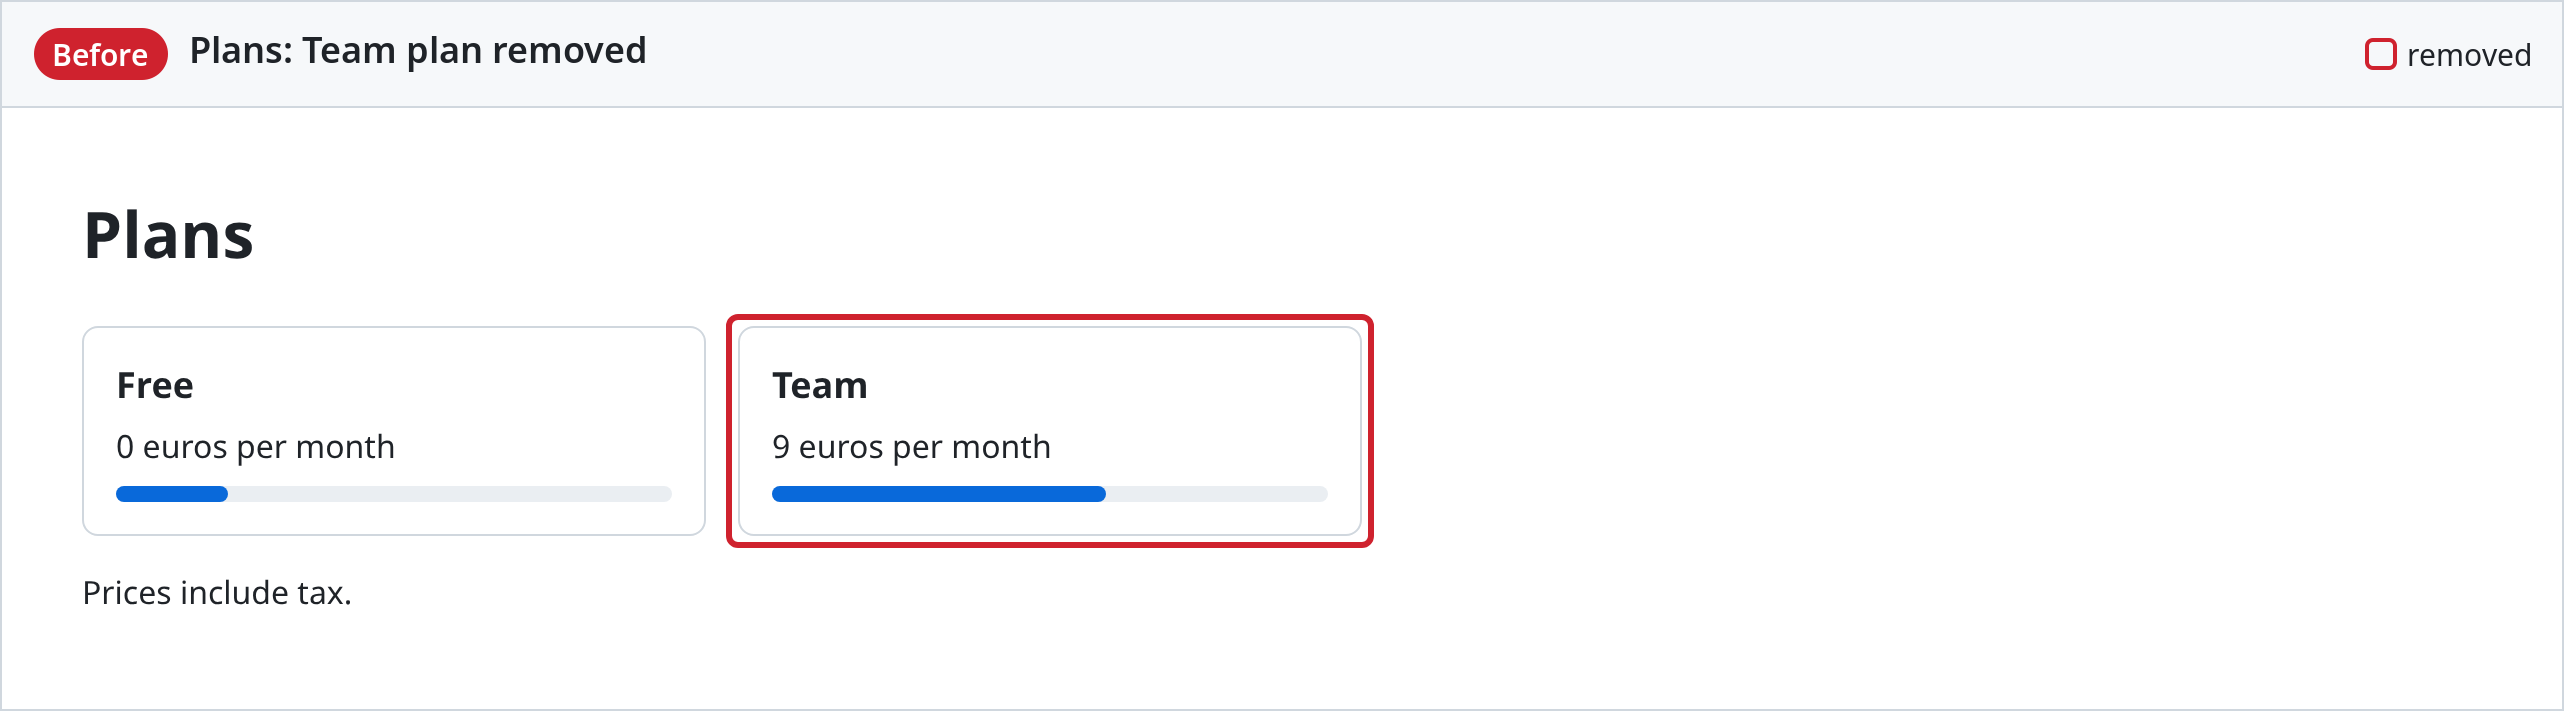 Before Plans: Team plan removed removed
Plans
Free
0 euros per month
Team
9 euros per month
Prices include tax.